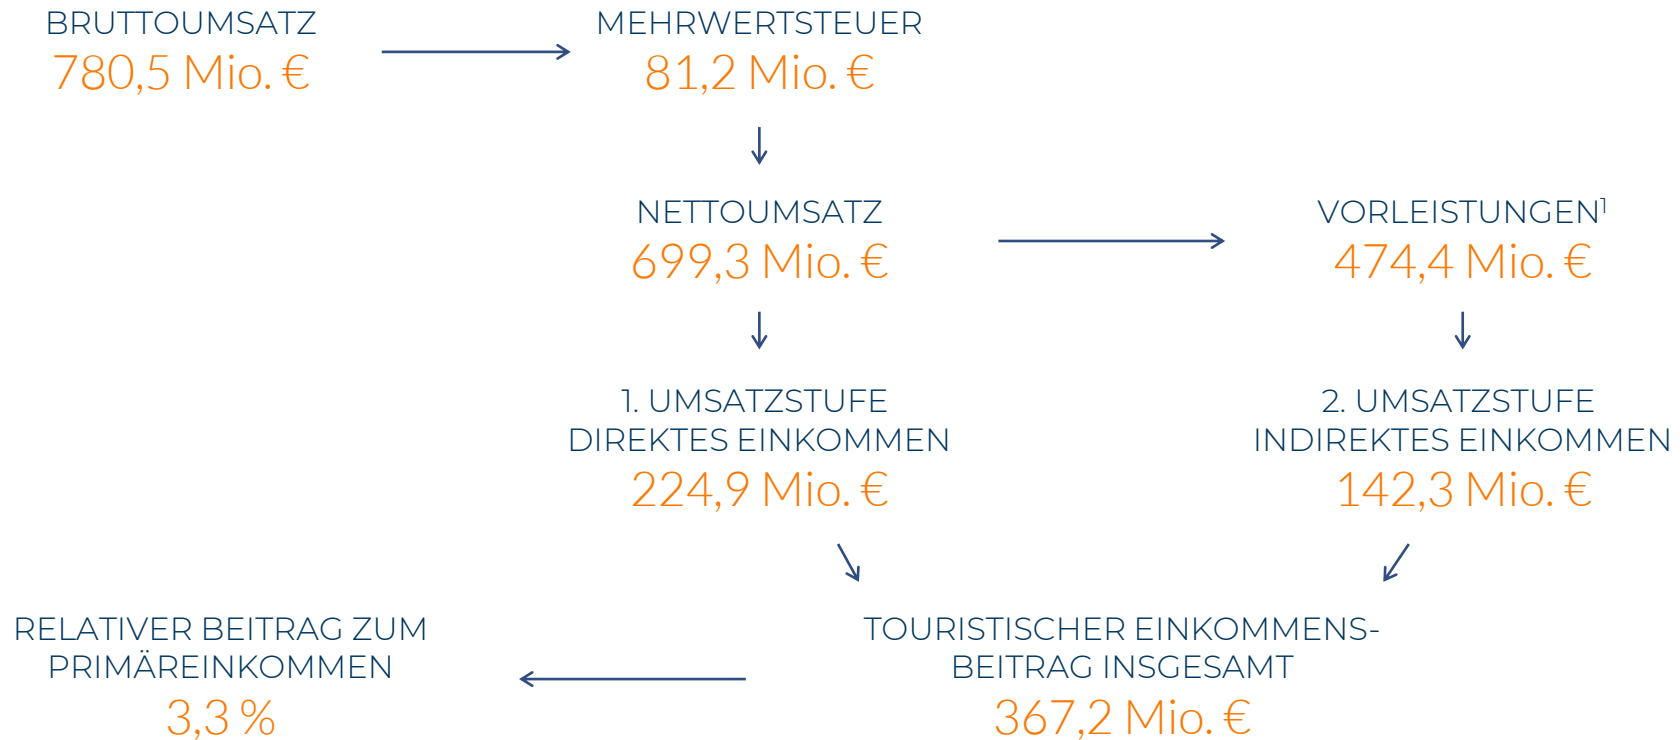 BRUTTOUMSATZ
780,5 Mio. €
MEHRWERTSTEUER
81,2 Mio. €
NETTOUMSATZ
699,3 Mio. €
VORLEISTUNGEN¹
474,4 Mio. €
1. UMSATZSTUFE
DIREKTES EINKOMMEN
224,9 Mio. €
2. UMSATZSTUFE
INDIREKTES EINKOMMEN
142,3 Mio. €
RELATIVER BEITRAG ZUM
PRIMÄREINKOMMEN
3,3 %
TOURISTISCHER EINKOMMENS-
BEITRAG INSGESAMT
367,2 Mio. €